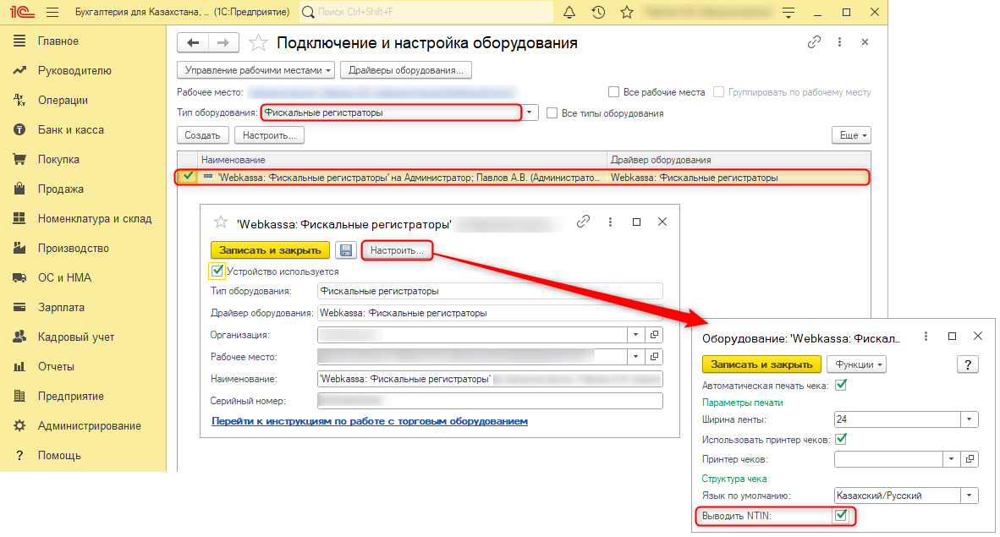 1С Бухгалтерия для Казахстана, ... (1С:Предприятие) Поиск Ctrl+Shift+F
Главное
Руководителю
Дт Кт Операции
Банк и касса
Покупка
Продажа
Номенклатура и склад
Производство
ОС и НМА
Зарплата
Кадровый учет
Отчеты
Предприятие
Администрирование
? Помощь
Подключение и настройка оборудования
Управление рабочими местами Драйверы оборудования...
Рабочее место: Все рабочие места Группировать по рабочему месту
Тип оборудования: Фискальные регистраторы Все типы оборудования
Создать Настроить... Еще
Наименование Драйвер оборудования
'Webkassa: Фискальные регистраторы' на Администратор; Павлов А.В. (Администрато... Webkassa: Фискальные регистраторы
'Webkassa: Фискальные регистраторы'
Записать и закрыть Настроить...
Устройство используется
Тип оборудования: Фискальные регистраторы
Драйвер оборудования: Webkassa: Фискальные регистраторы
Организация:
Рабочее место:
Наименование: 'Webkassa: Фискальные регистраторы'
Серийный номер:
Перейти к инструкциям по работе с торговым оборудованием
Оборудование: 'Webkassa: Фискал...
Записать и закрыть Функции ?
Автоматическая печать чека:
Параметры печати
Ширина ленты: 24
Использовать принтер чеков:
Принтер чеков:
Структура чека
Язык по умолчанию: Казахский/Русский
Выводить NTIN: